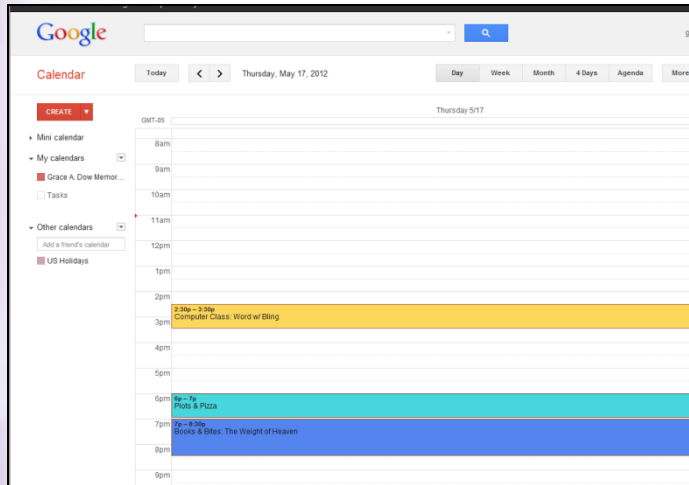 Google
g
Calendar
Today
Thursday, May 17, 2012
Day
Week
Month
4 Days
Agenda
More
CREATE
Mini calendar
My calendars
Grace A. Dow Memor...
Tasks
Other calendars
Add a friend's calendar
US Holidays
Thursday 5/17
GMT-05
8am
9am
10am
11am
12pm
1pm
2pm
2:30p – 3:30p
Computer Class: Word w/ Bling
3pm
4pm
5pm
6pm
6p – 7p
Plots & Pizza
7pm
7p – 8:30p
Books & Bites: The Weight of Heaven
8pm
9pm